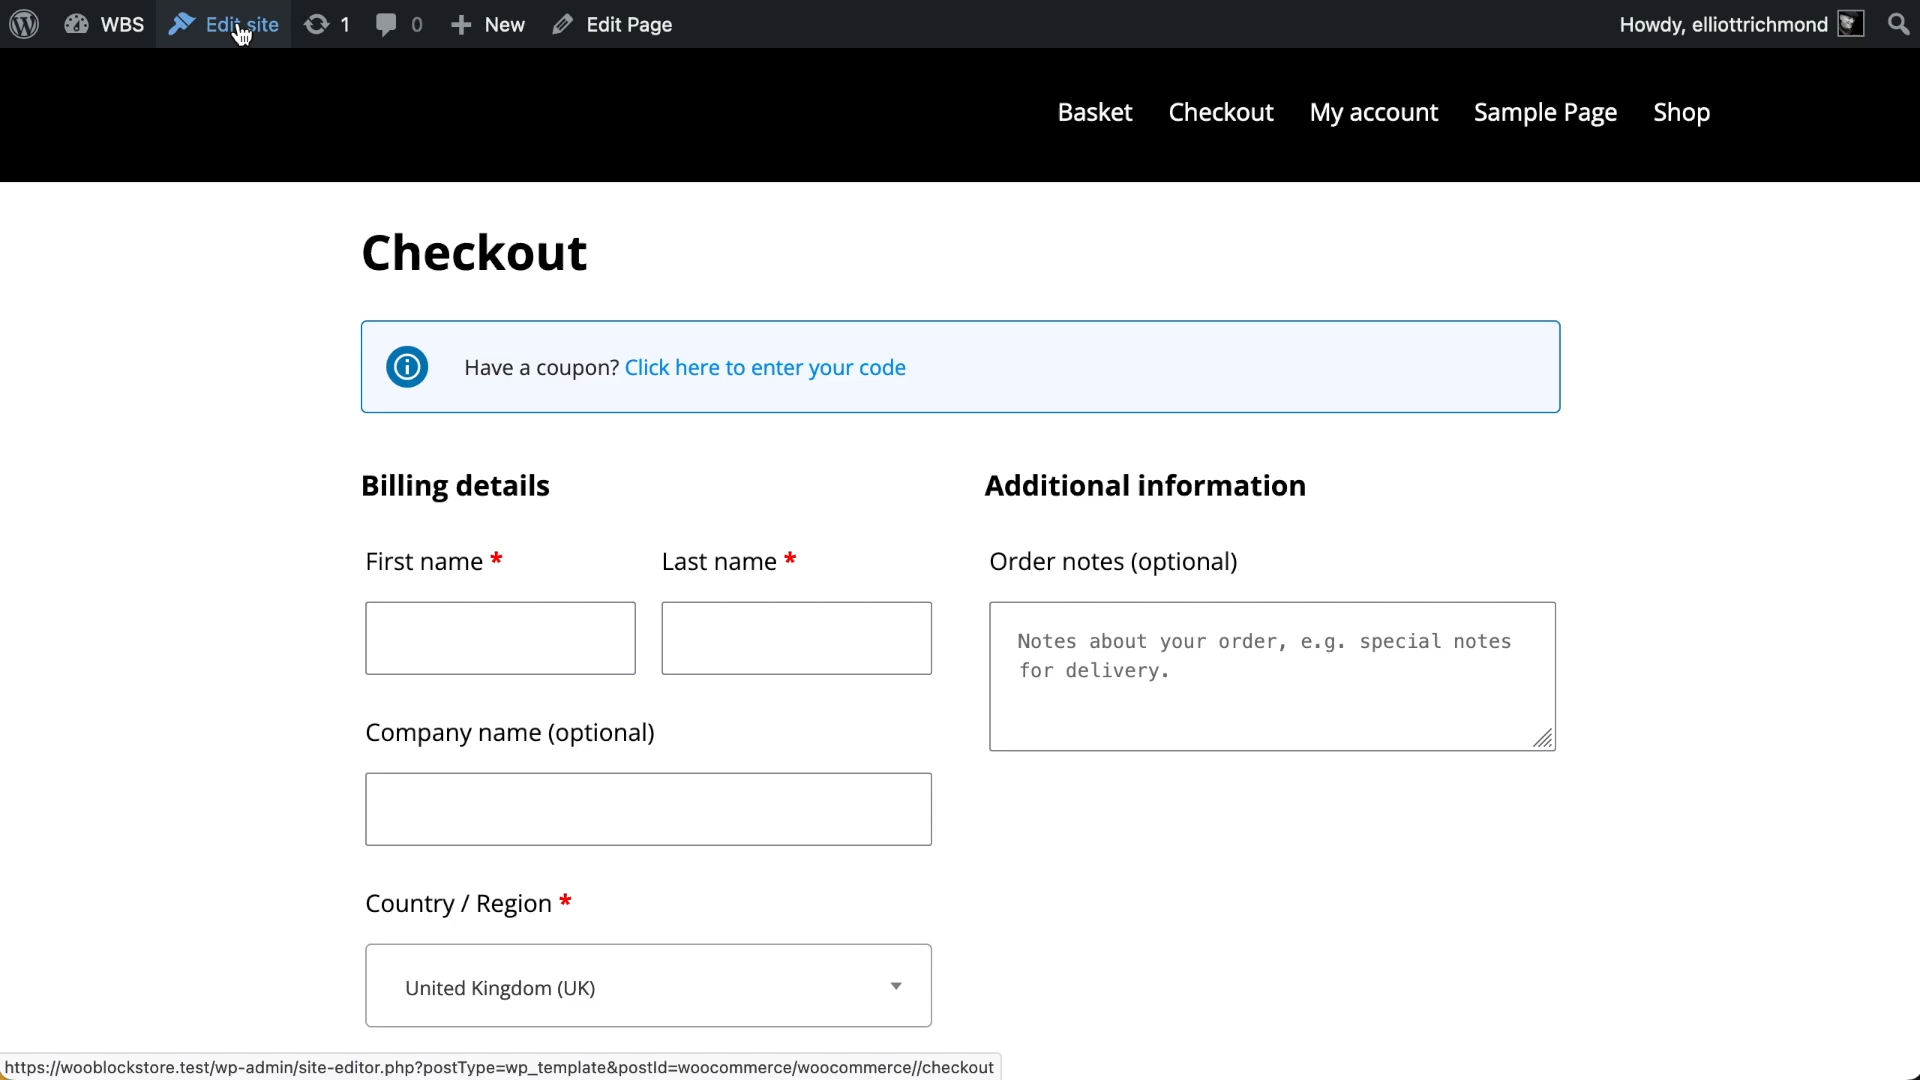 WBS Edit site 1 0 New Edit Page Howdy, elliottrichmond
Basket Checkout My account Sample Page Shop
Checkout
Have a coupon? Click here to enter your code
Billing details
Additional information
First name *
Last name *
Order notes (optional)
Notes about your order, e.g. special notes
for delivery.
Company name (optional)
Country / Region *
United Kingdom (UK)
https://wooblockstore.test/wp-admin/site-editor.php?postType=wp_template&postId=woocommerce/woocommerce//checkout